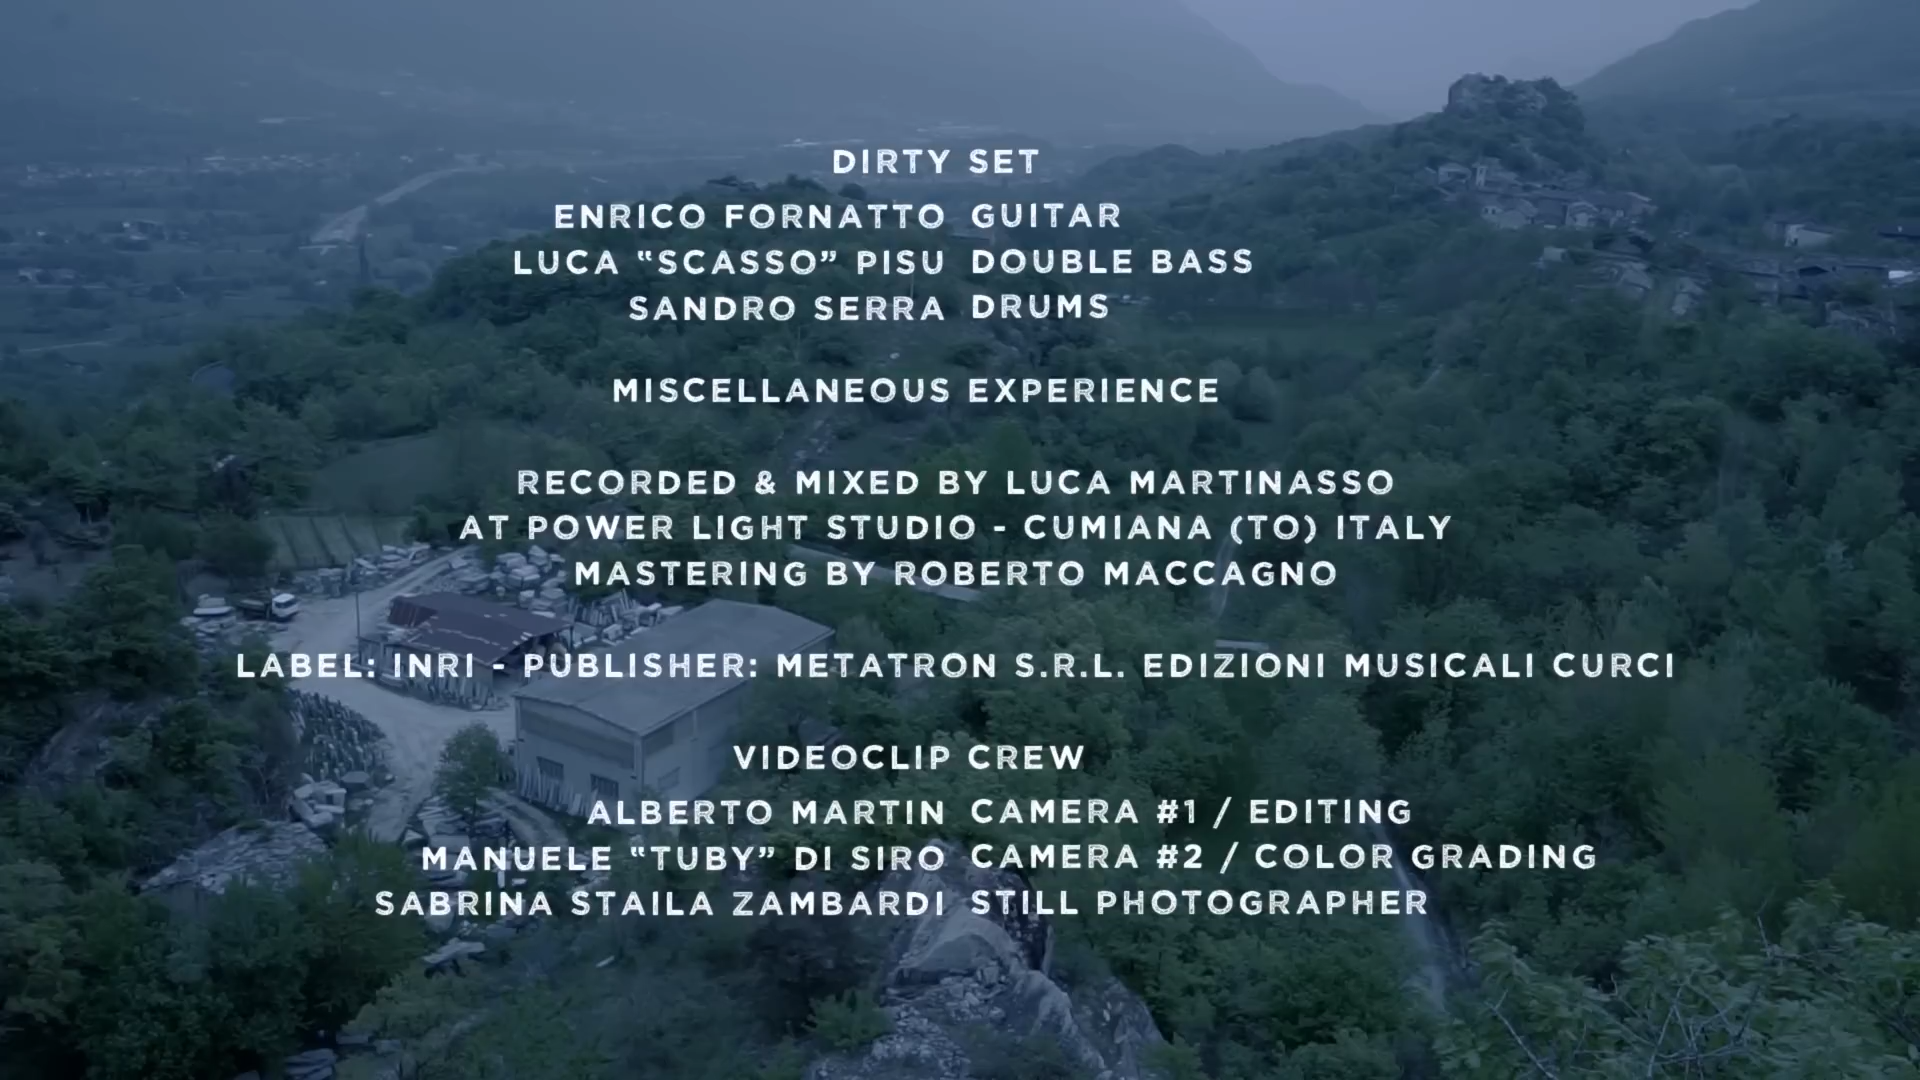 DIRTY SET
ENRICO FORNATTO GUITAR
LUCA “SCASSO” PISU DOUBLE BASS
SANDRO SERRA DRUMS
MISCELLANEOUS EXPERIENCE
RECORDED & MIXED BY LUCA MARTINASSO
AT POWER LIGHT STUDIO - CUMIANA (TO) ITALY
MASTERING BY ROBERTO MACCAGNO
LABEL: INRI - PUBLISHER: METATRON S.R.L. EDIZIONI MUSICALI CURCI
VIDEOCLIP CREW
ALBERTO MARTIN CAMERA #1 / EDITING
MANUELE “TUBY” DI SIRO CAMERA #2 / COLOR GRADING
SABRINA STAILA ZAMBARDI STILL PHOTOGRAPHER